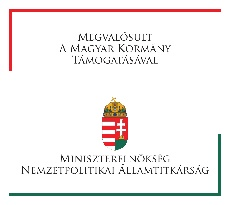 Megvalósult
a Magyar Kormány
támogatásával
Miniszterelnökség
Nemzetpolitikai Államtitkárság